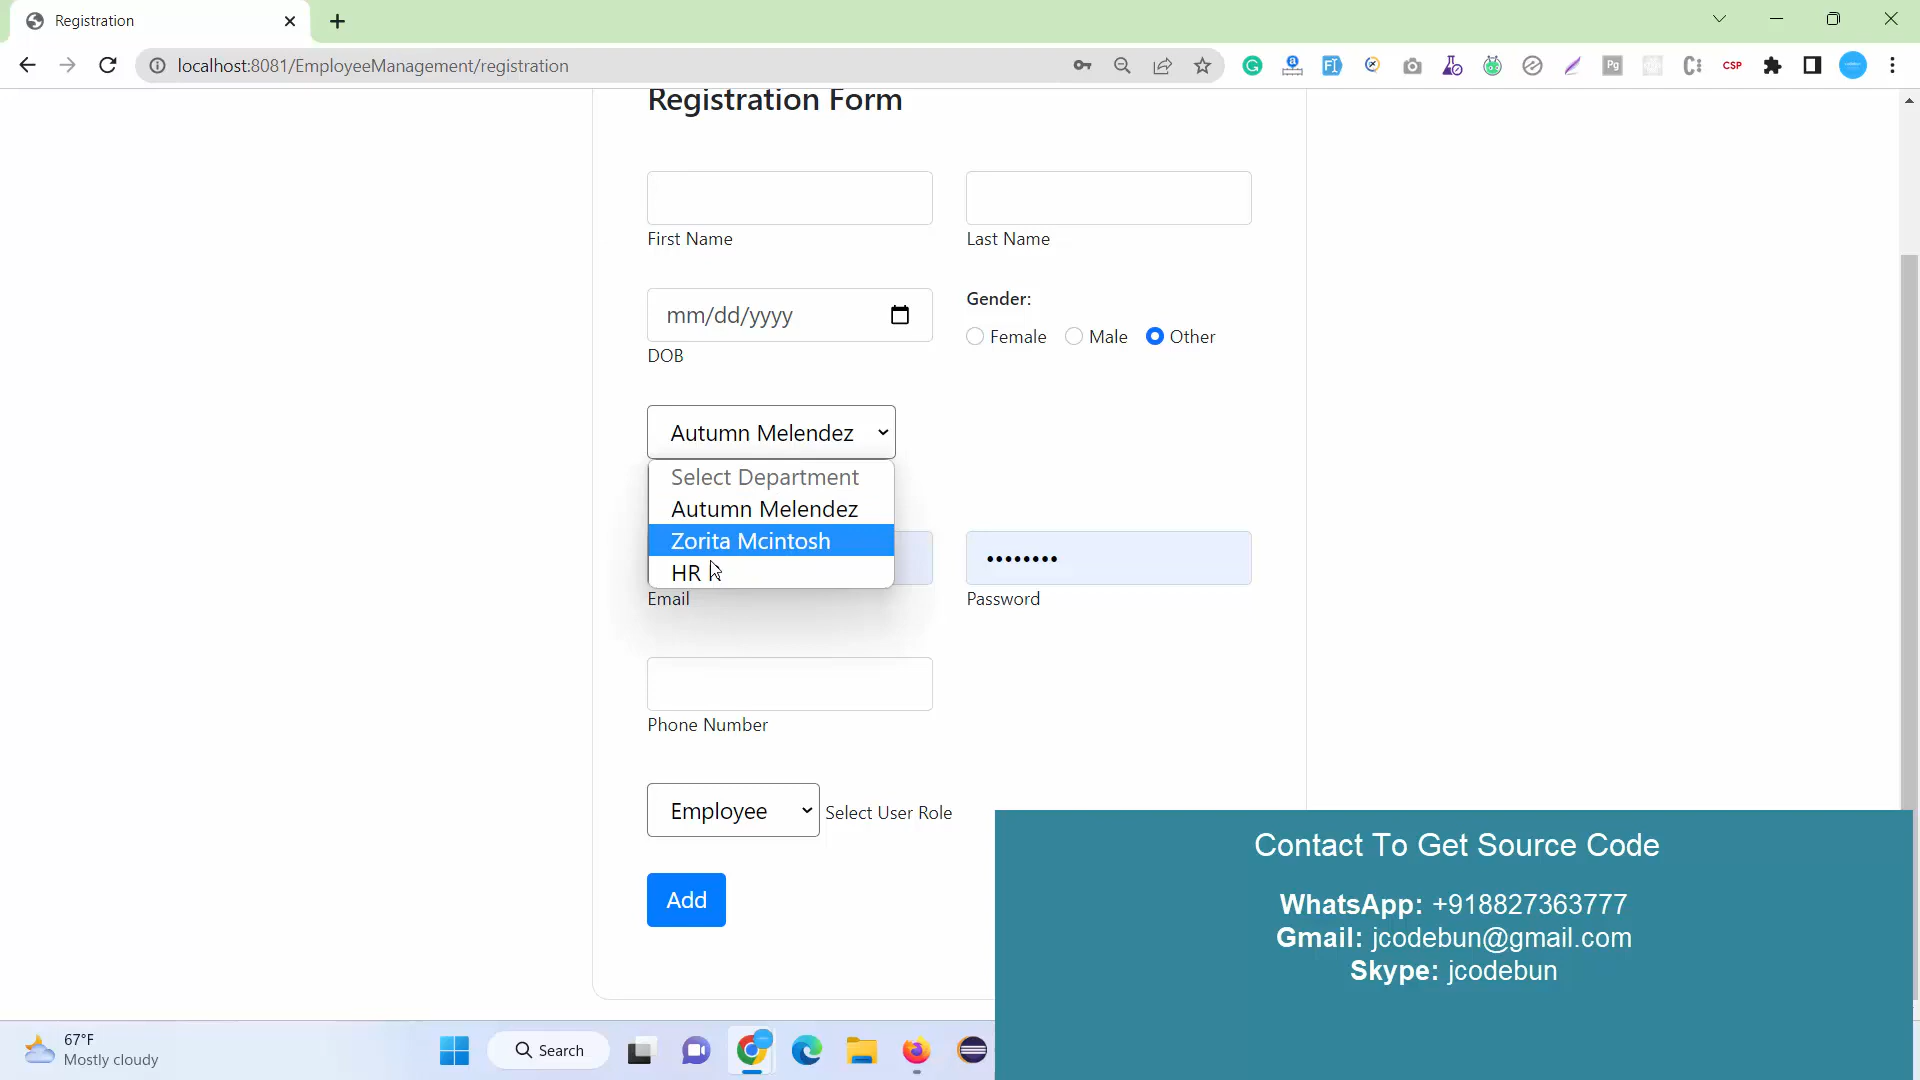 Registration
localhost:8081/EmployeeManagement/registration
CSP
Registration Form
First Name
Last Name
mm/dd/yyyy
DOB
Gender:
Female
Male
Other
Autumn Melendez
Select Department
Autumn Melendez
Zorita Mcintosh
HR
Email
••••••••
Password
Phone Number
Employee
Select User Role
Add
Contact To Get Source Code
WhatsApp: +918827363777
Gmail: jcodebun@gmail.com
Skype: jcodebun
67°F
Mostly cloudy
Search